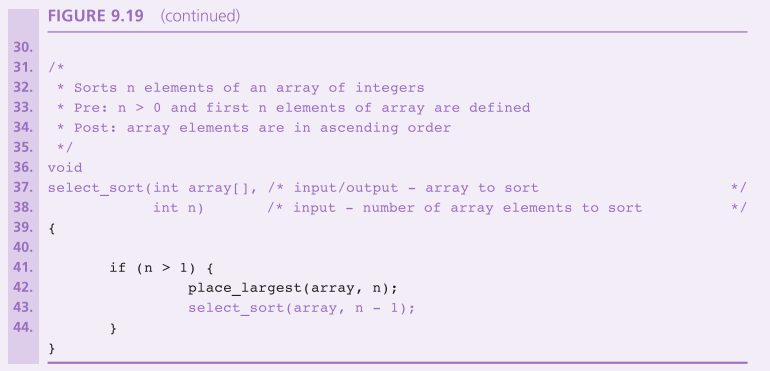 FIGURE 9.19 (continued)
30.
31. /*
32. * Sorts n elements of an array of integers
33. * Pre: n > 0 and first n elements of array are defined
34. * Post: array elements are in ascending order
35. */
36. void
37. select_sort(int array[], /* input/output - array to sort */
38. int n) /* input - number of array elements to sort */
39. {
40.
41. if (n > 1) {
42. place_largest(array, n);
43. select_sort(array, n - 1);
44. }
}